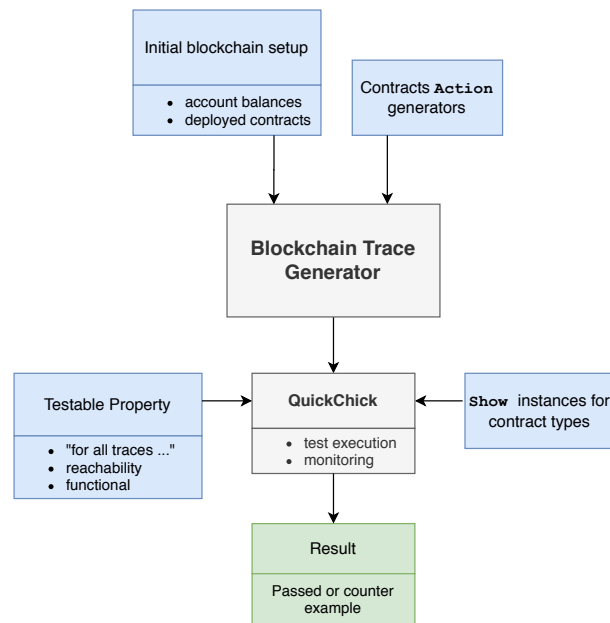 Initial blockchain setup
• account balances
• deployed contracts
Contracts Action
generators
Blockchain Trace
Generator
Testable Property
• "for all traces ..."
• reachability
• functional
QuickChick
• test execution
• monitoring
Show instances for
contract types
Result
Passed or counter
example